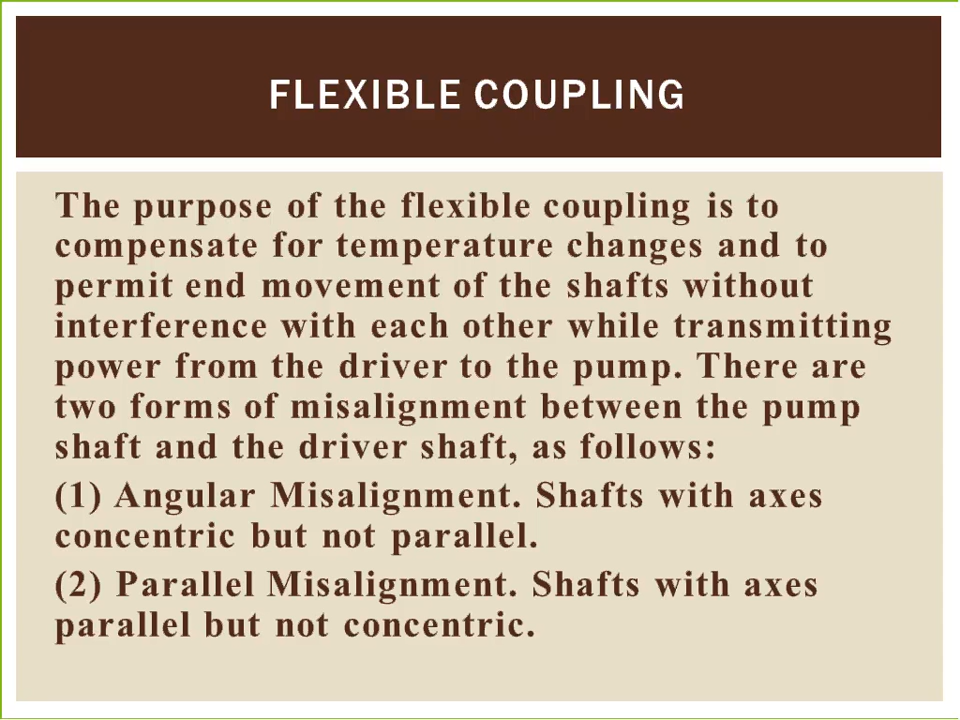 FLEXIBLE COUPLING
The purpose of the flexible coupling is to
compensate for temperature changes and to
permit end movement of the shafts without
interference with each other while transmitting
power from the driver to the pump. There are
two forms of misalignment between the pump
shaft and the driver shaft, as follows:
(1) Angular Misalignment. Shafts with axes
concentric but not parallel.
(2) Parallel Misalignment. Shafts with axes
parallel but not concentric.